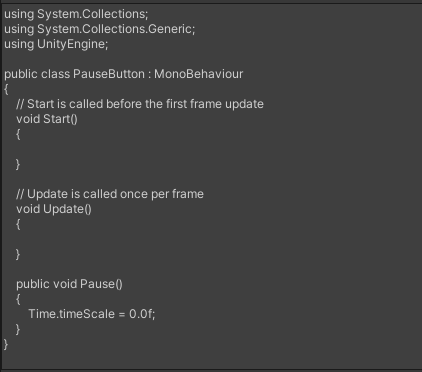 using System.Collections;
using System.Collections.Generic;
using UnityEngine;

public class PauseButton : MonoBehaviour
{
    // Start is called before the first frame update
    void Start()
    {

    }

    // Update is called once per frame
    void Update()
    {

    }

    public void Pause()
    {
        Time.timeScale = 0.0f;
    }
}